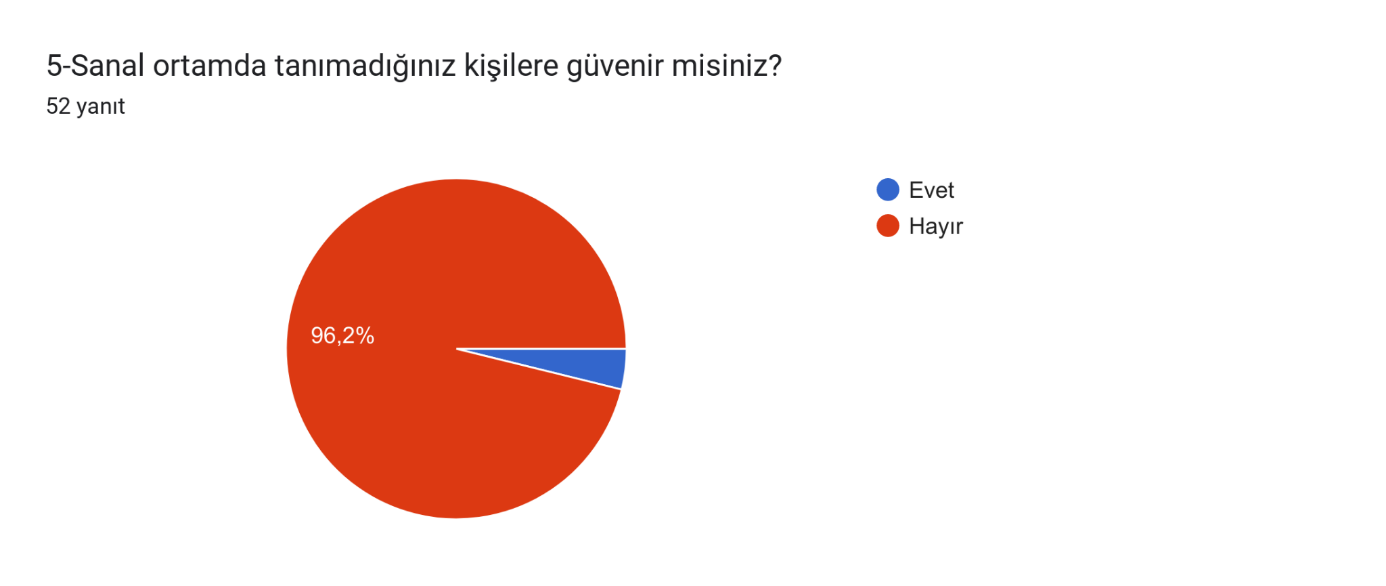 5-Sanal ortamda tanımadığınız kişilere güvenir misiniz?
52 yanıt
Evet
Hayır
96,2%